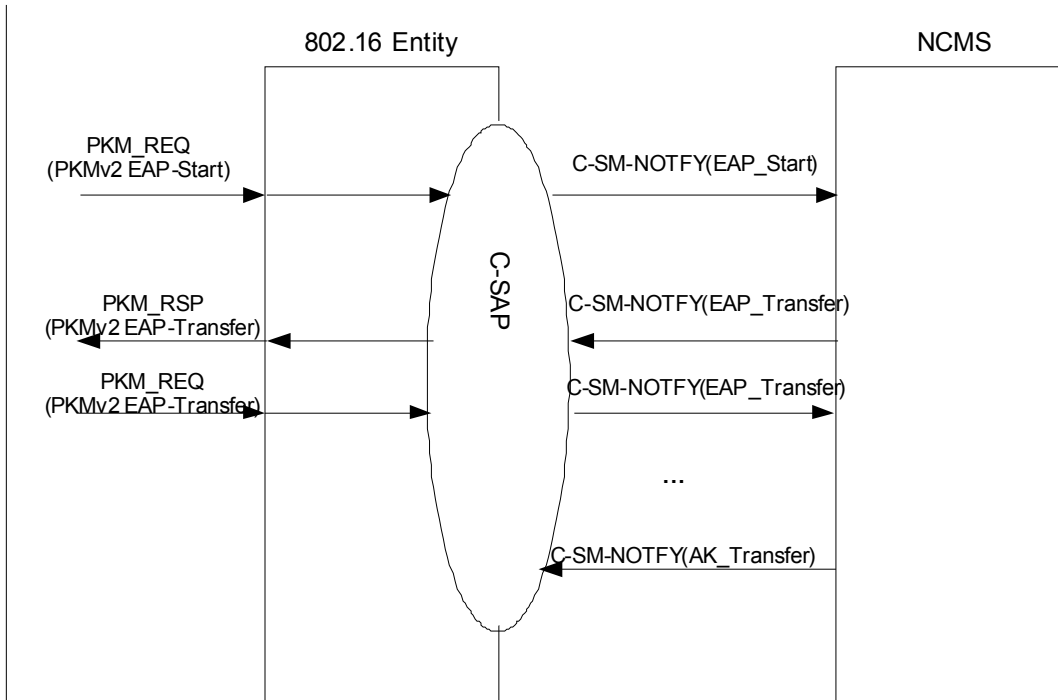 802.16 Entity
NCMS
PKM_REQ
(PKMv2 EAP-Start)
C-SM-NOTFY(EAP_Start)
C-SAP
PKM_RSP
(PKMv2 EAP-Transfer)
C-SM-NOTFY(EAP_Transfer)
PKM_REQ
(PKMv2 EAP-Transfer)
C-SM-NOTFY(EAP_Transfer)
...
C-SM-NOTFY(AK_Transfer)